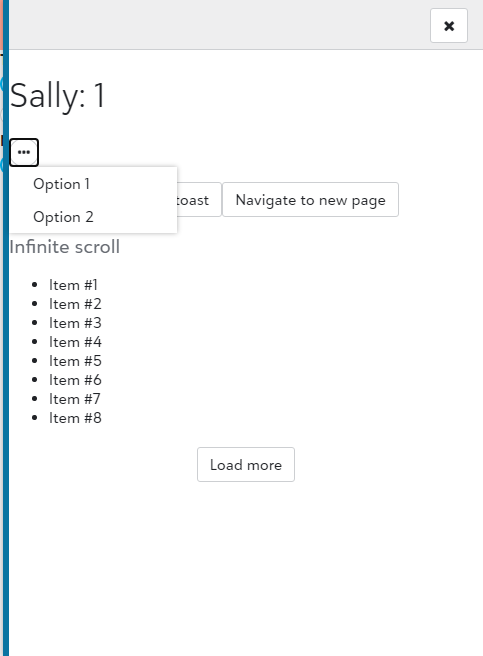 Sally: 1
Option 1
toast Navigate to new page
Option 2
Infinite scroll
Item #1
Item #2
Item #3
Item #4
Item #5
Item #6
Item #7
Item #8
Load more